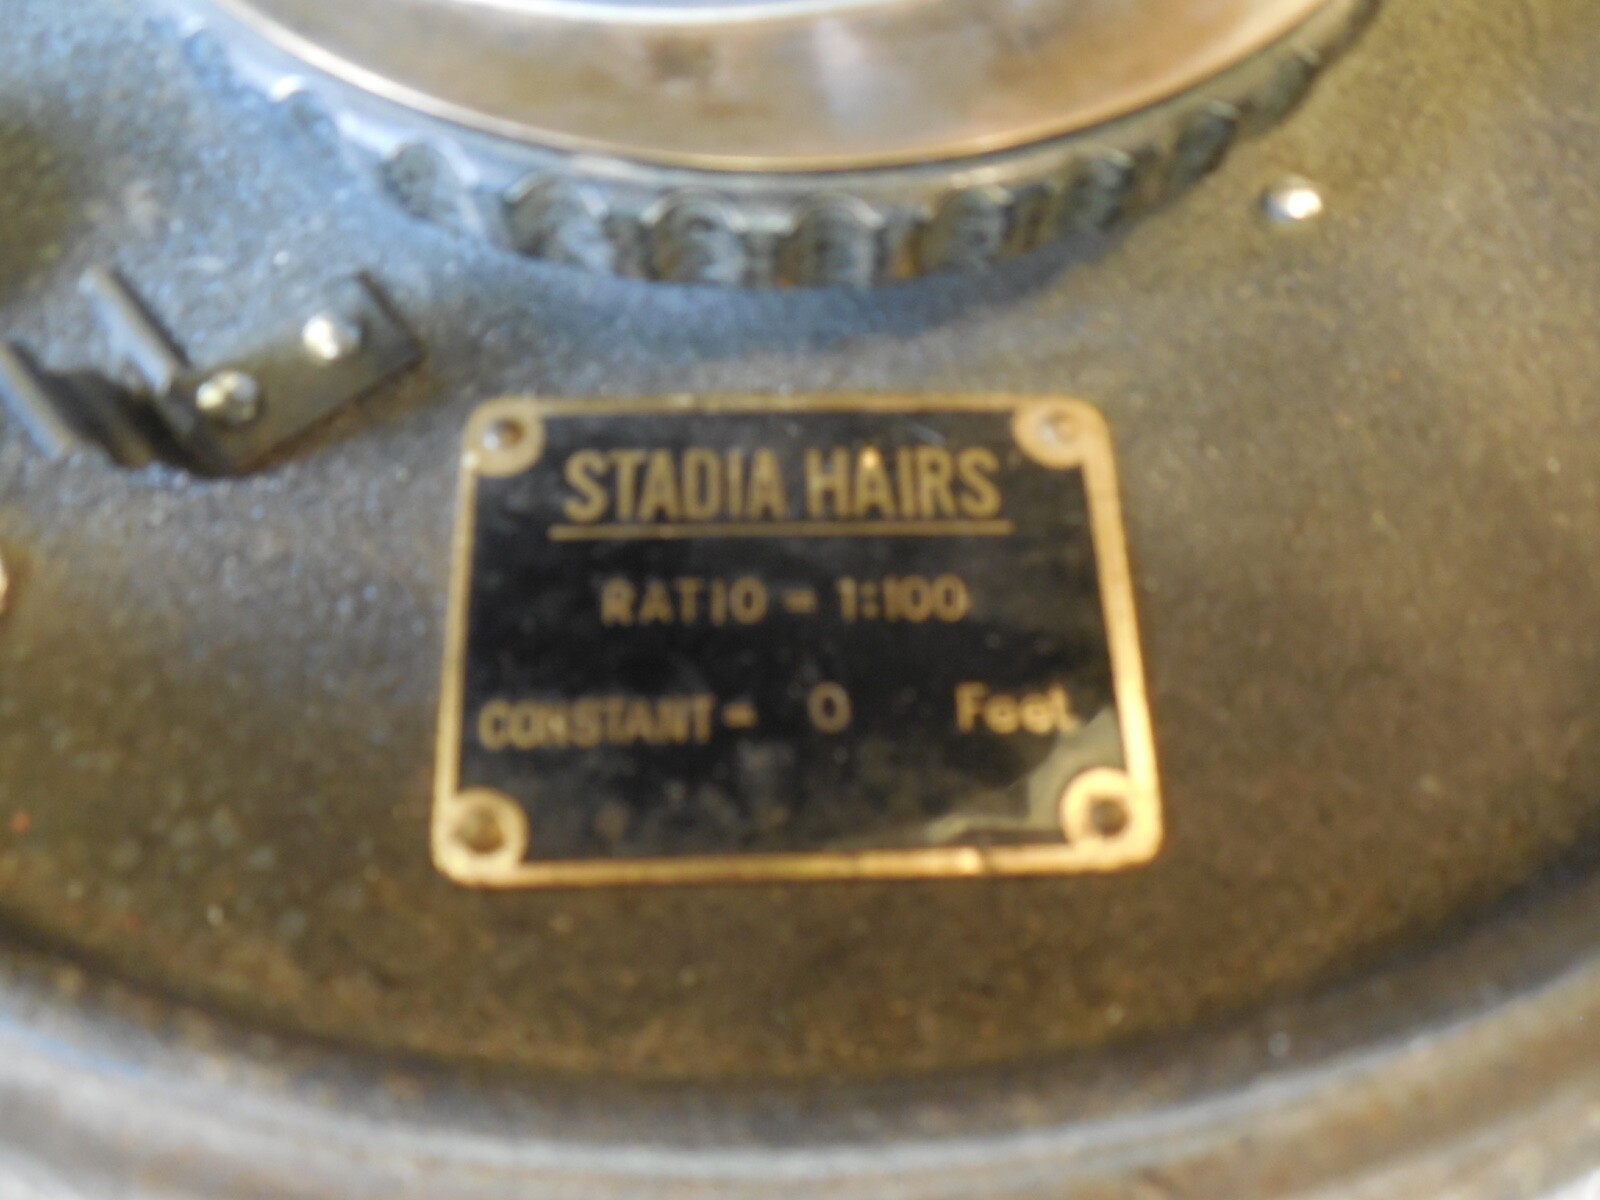 STADIA HAIRS
RATIO - 1:100
CONSTANT - 0 Feet